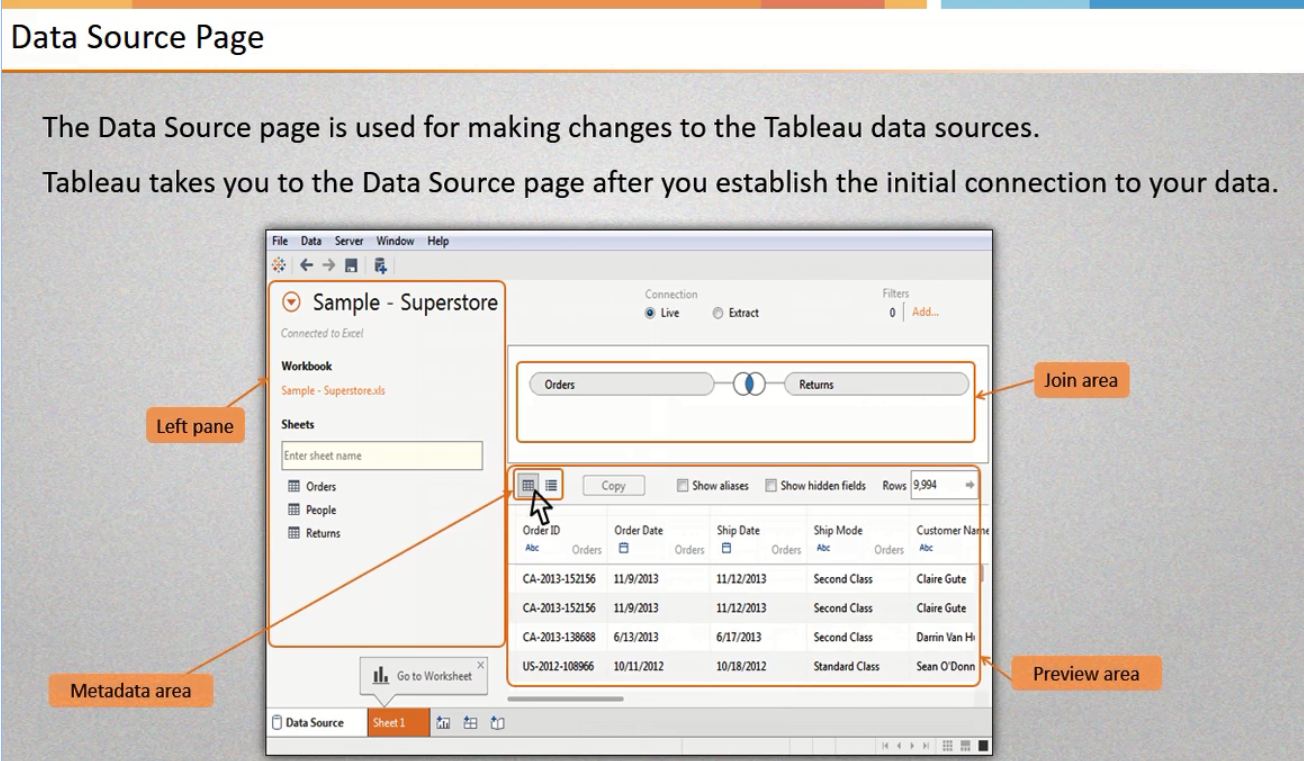 Data Source Page
The Data Source page is used for making changes to the Tableau data sources.
Tableau takes you to the Data Source page after you establish the initial connection to your data.
File Data Server Window Help
Sample - Superstore
Connected to Excel
Workbook
Sample - Superstore.xls
Sheets
Enter sheet name
Orders
People
Returns
Connection
Live Extract
Filters
0 Add...
Orders Returns
Join area
Left pane
Copy Show aliases Show hidden fields Rows 9,994
Order ID Order Date Ship Date Ship Mode Customer Name
Abc Orders Orders Orders Abc Orders Abc
CA-2013-152156 11/9/2013 11/12/2013 Second Class Claire Gute
CA-2013-152156 11/9/2013 11/12/2013 Second Class Claire Gute
CA-2013-138688 6/13/2013 6/17/2013 Second Class Darrin Van H
US-2012-108966 10/11/2012 10/18/2012 Standard Class Sean O'Donn
Metadata area
Preview area
Go to Worksheet
Data Source Sheet 1